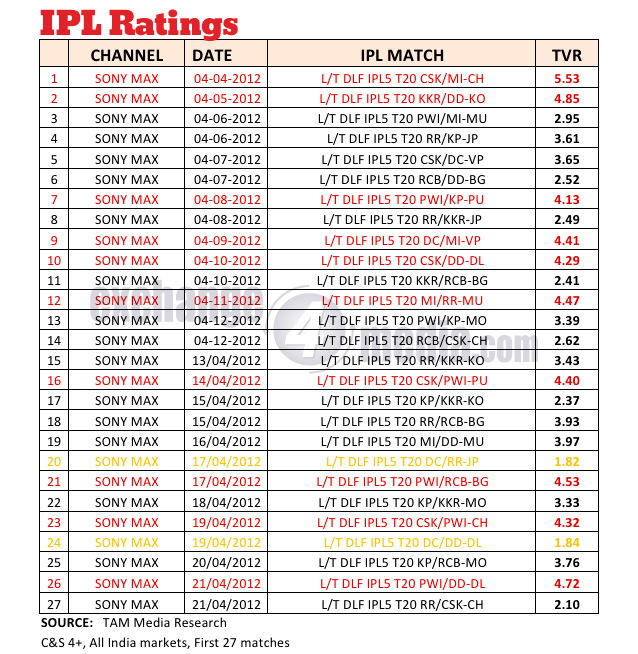 IPL Ratings
CHANNEL DATE IPL MATCH TVR
1 SONY MAX 04-04-2012 L/T DLF IPL5 T20 CSK/MI-CH 5.53
2 SONY MAX 04-05-2012 L/T DLF IPL5 T20 KKR/DD-KO 4.85
3 SONY MAX 04-06-2012 L/T DLF IPL5 T20 PWI/MI-MU 2.95
4 SONY MAX 04-06-2012 L/T DLF IPL5 T20 RR/KP-JP 3.61
5 SONY MAX 04-07-2012 L/T DLF IPL5 T20 CSK/DC-VP 3.65
6 SONY MAX 04-07-2012 L/T DLF IPL5 T20 RCB/DD-BG 2.52
7 SONY MAX 04-08-2012 L/T DLF IPL5 T20 PWI/KP-PU 4.13
8 SONY MAX 04-08-2012 L/T DLF IPL5 T20 RR/KKR-JP 2.49
9 SONY MAX 04-09-2012 L/T DLF IPL5 T20 DC/MI-VP 4.41
10 SONY MAX 04-10-2012 L/T DLF IPL5 T20 CSK/DD-DL 4.29
11 SONY MAX 04-10-2012 L/T DLF IPL5 T20 KKR/RCB-BG 2.41
12 SONY MAX 04-11-2012 L/T DLF IPL5 T20 MI/RR-MU 4.47
13 SONY MAX 04-12-2012 L/T DLF IPL5 T20 PWI/KP-MO 3.39
14 SONY MAX 04-12-2012 L/T DLF IPL5 T20 RCB/CSK-CH 2.62
15 SONY MAX 13/04/2012 L/T DLF IPL5 T20 RR/KKR-KO 3.43
16 SONY MAX 14/04/2012 L/T DLF IPL5 T20 CSK/PWI-PU 4.40
17 SONY MAX 15/04/2012 L/T DLF IPL5 T20 KP/KKR-KO 2.37
18 SONY MAX 15/04/2012 L/T DLF IPL5 T20 RR/RCB-BG 3.93
19 SONY MAX 16/04/2012 L/T DLF IPL5 T20 MI/DD-MU 3.97
20 SONY MAX 17/04/2012 L/T DLF IPL5 T20 DC/RR-JP 1.82
21 SONY MAX 17/04/2012 L/T DLF IPL5 T20 PWI/RCB-BG 4.53
22 SONY MAX 18/04/2012 L/T DLF IPL5 T20 KP/KKR-MO 3.33
23 SONY MAX 19/04/2012 L/T DLF IPL5 T20 CSK/PWI-CH 4.32
24 SONY MAX 19/04/2012 L/T DLF IPL5 T20 DC/DD-DL 1.84
25 SONY MAX 20/04/2012 L/T DLF IPL5 T20 KP/RCB-MO 3.76
26 SONY MAX 21/04/2012 L/T DLF IPL5 T20 PWI/DD-DL 4.72
27 SONY MAX 21/04/2012 L/T DLF IPL5 T20 RR/CSK-CH 2.10
exchange4media.com
SOURCE: TAM Media Research
C&S 4+, All India markets, First 27 matches